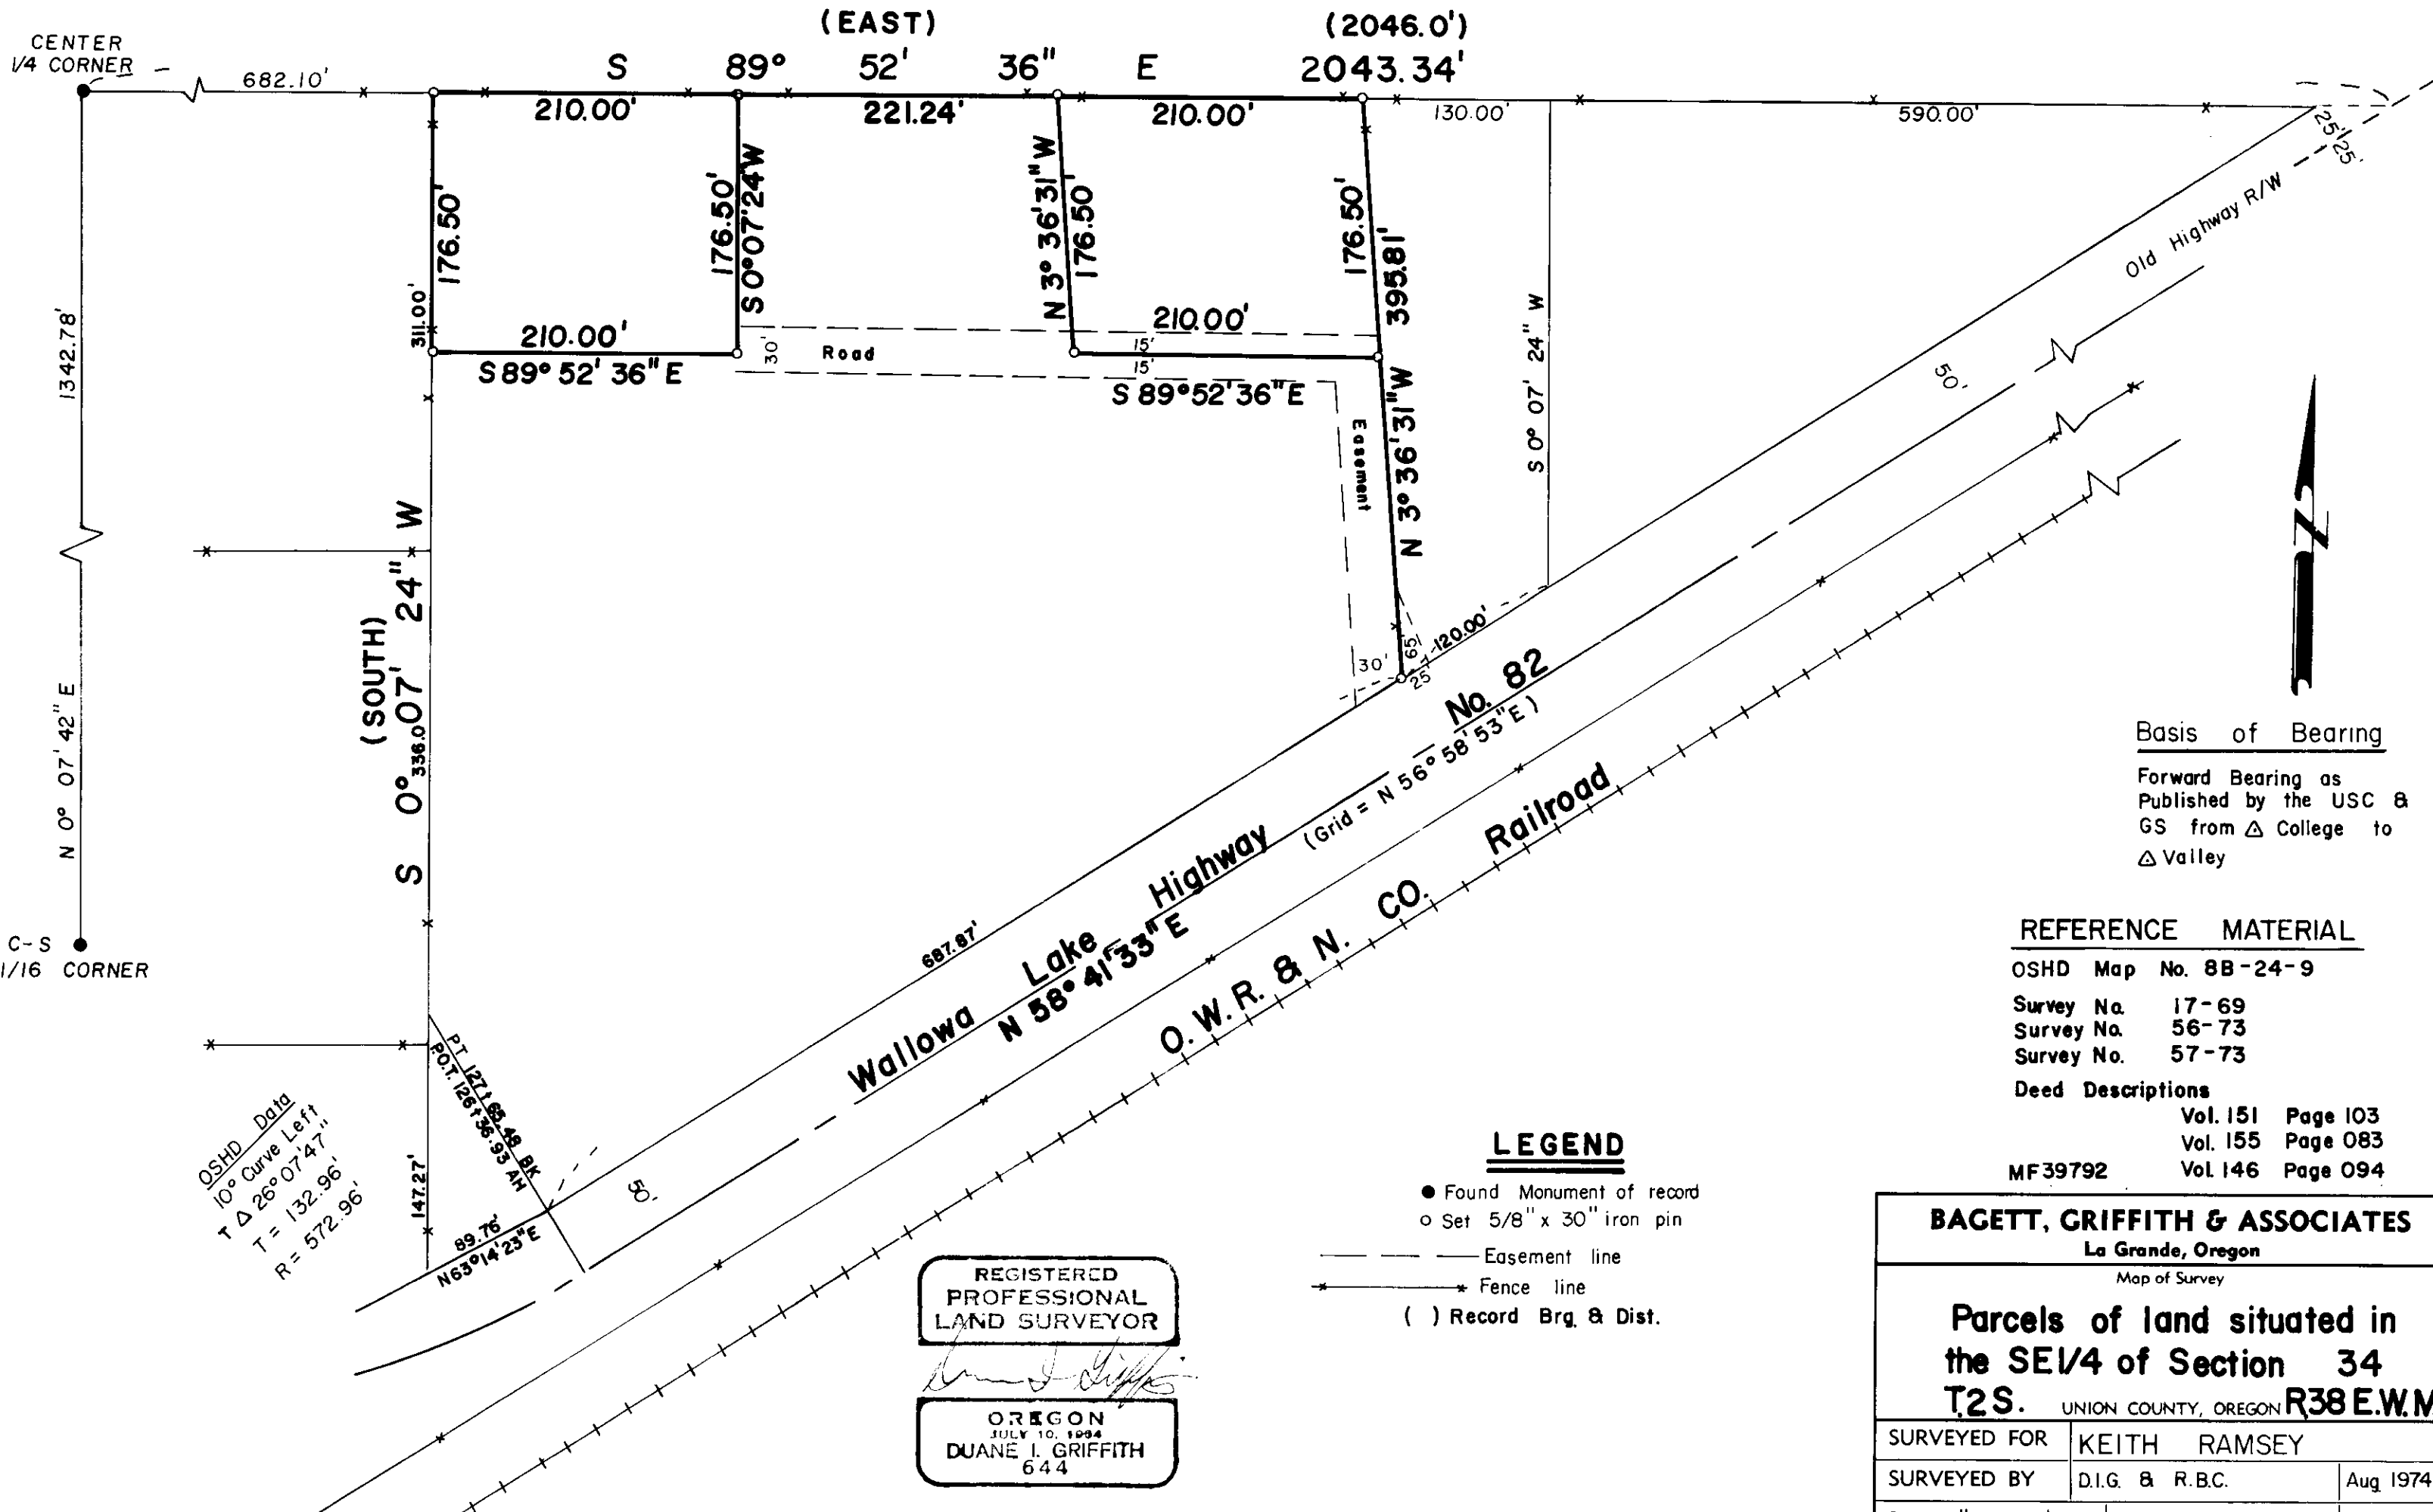 (EAST)
(2046.0')
CENTER
1/4 CORNER
682.10'
S 89° 52' 36" E
2043.34'
210.00'
221.24'
210.00'
130.00'
590.00'
25'
25'
176.50'
176.50'
S 0°07'24"W
N 3° 36'31"W
176.50'
176.50'
395.81'
Old Highway R/W
1342.78'
311.00'
210.00'
S 89° 52' 36" E
30'
Road
210.00'
15'
15'
S 89°52'36"E
S 0° 07' 24" W
50'
Easement
N 3° 36' 31" W
(SOUTH)
S 0° 07' 24" W
336.0
N 0° 07' 42" E
C-S
1/16 CORNER
30'
65'
25'
120.00'
687.87'
Wallowa Lake Highway No. 82
N 58° 41' 33" E
(Grid = N 56° 58' 53" E)
O. W. R. & N. CO. Railroad
Basis of Bearing
Forward Bearing as
Published by the USC &
GS from △ College to
△ Valley
REFERENCE MATERIAL
OSHD Map No. 8B-24-9
Survey No. 17-69
Survey No. 56-73
Survey No. 57-73
Deed Descriptions
Vol. 151 Page 103
Vol. 155 Page 083
MF39792 Vol. 146 Page 094
OSHD Data
10° Curve Left
T △ 26° 07' 47"
T = 132.96'
R = 572.96'
PT 127+65.48 BK
P.O.T. 126+36.93 AH
147.27'
89.76'
N63°14'23"E
50'
LEGEND
● Found Monument of record
○ Set 5/8" x 30" iron pin
Easement line
Fence line
( ) Record Brg. & Dist.
REGISTERED
PROFESSIONAL
LAND SURVEYOR
OREGON
JULY 10, 1964
DUANE I. GRIFFITH
644
BAGETT, GRIFFITH & ASSOCIATES
La Grande, Oregon
Map of Survey
Parcels of land situated in
the SE1/4 of Section 34
T.2 S. UNION COUNTY, OREGON R38 E.W.M
SURVEYED FOR KEITH RAMSEY
SURVEYED BY D.I.G. & R.B.C. Aug. 1974